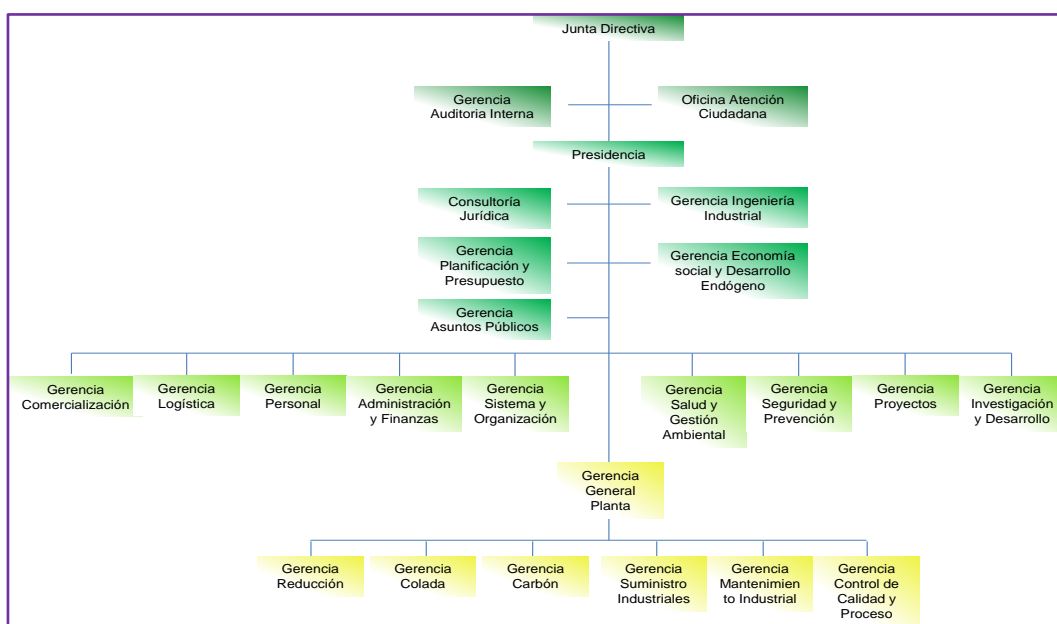 Junta Directiva
Gerencia
Auditoria Interna
Oficina Atención
Ciudadana
Presidencia
Consultoría
Jurídica
Gerencia Ingeniería
Industrial
Gerencia
Planificación y
Presupuesto
Gerencia Economía
social y Desarrollo
Endógeno
Gerencia
Asuntos Públicos
Gerencia
Comercialización
Gerencia
Logística
Gerencia
Personal
Gerencia
Administración
y Finanzas
Gerencia
Sistema y
Organización
Gerencia
Salud y
Gestión
Ambiental
Gerencia
Seguridad y
Prevención
Gerencia
Proyectos
Gerencia
Investigación
y Desarrollo
Gerencia
General
Planta
Gerencia
Reducción
Gerencia
Colada
Gerencia
Carbón
Gerencia
Suministro
Industriales
Gerencia
Mantenimien
to Industrial
Gerencia
Control de
Calidad y
Proceso